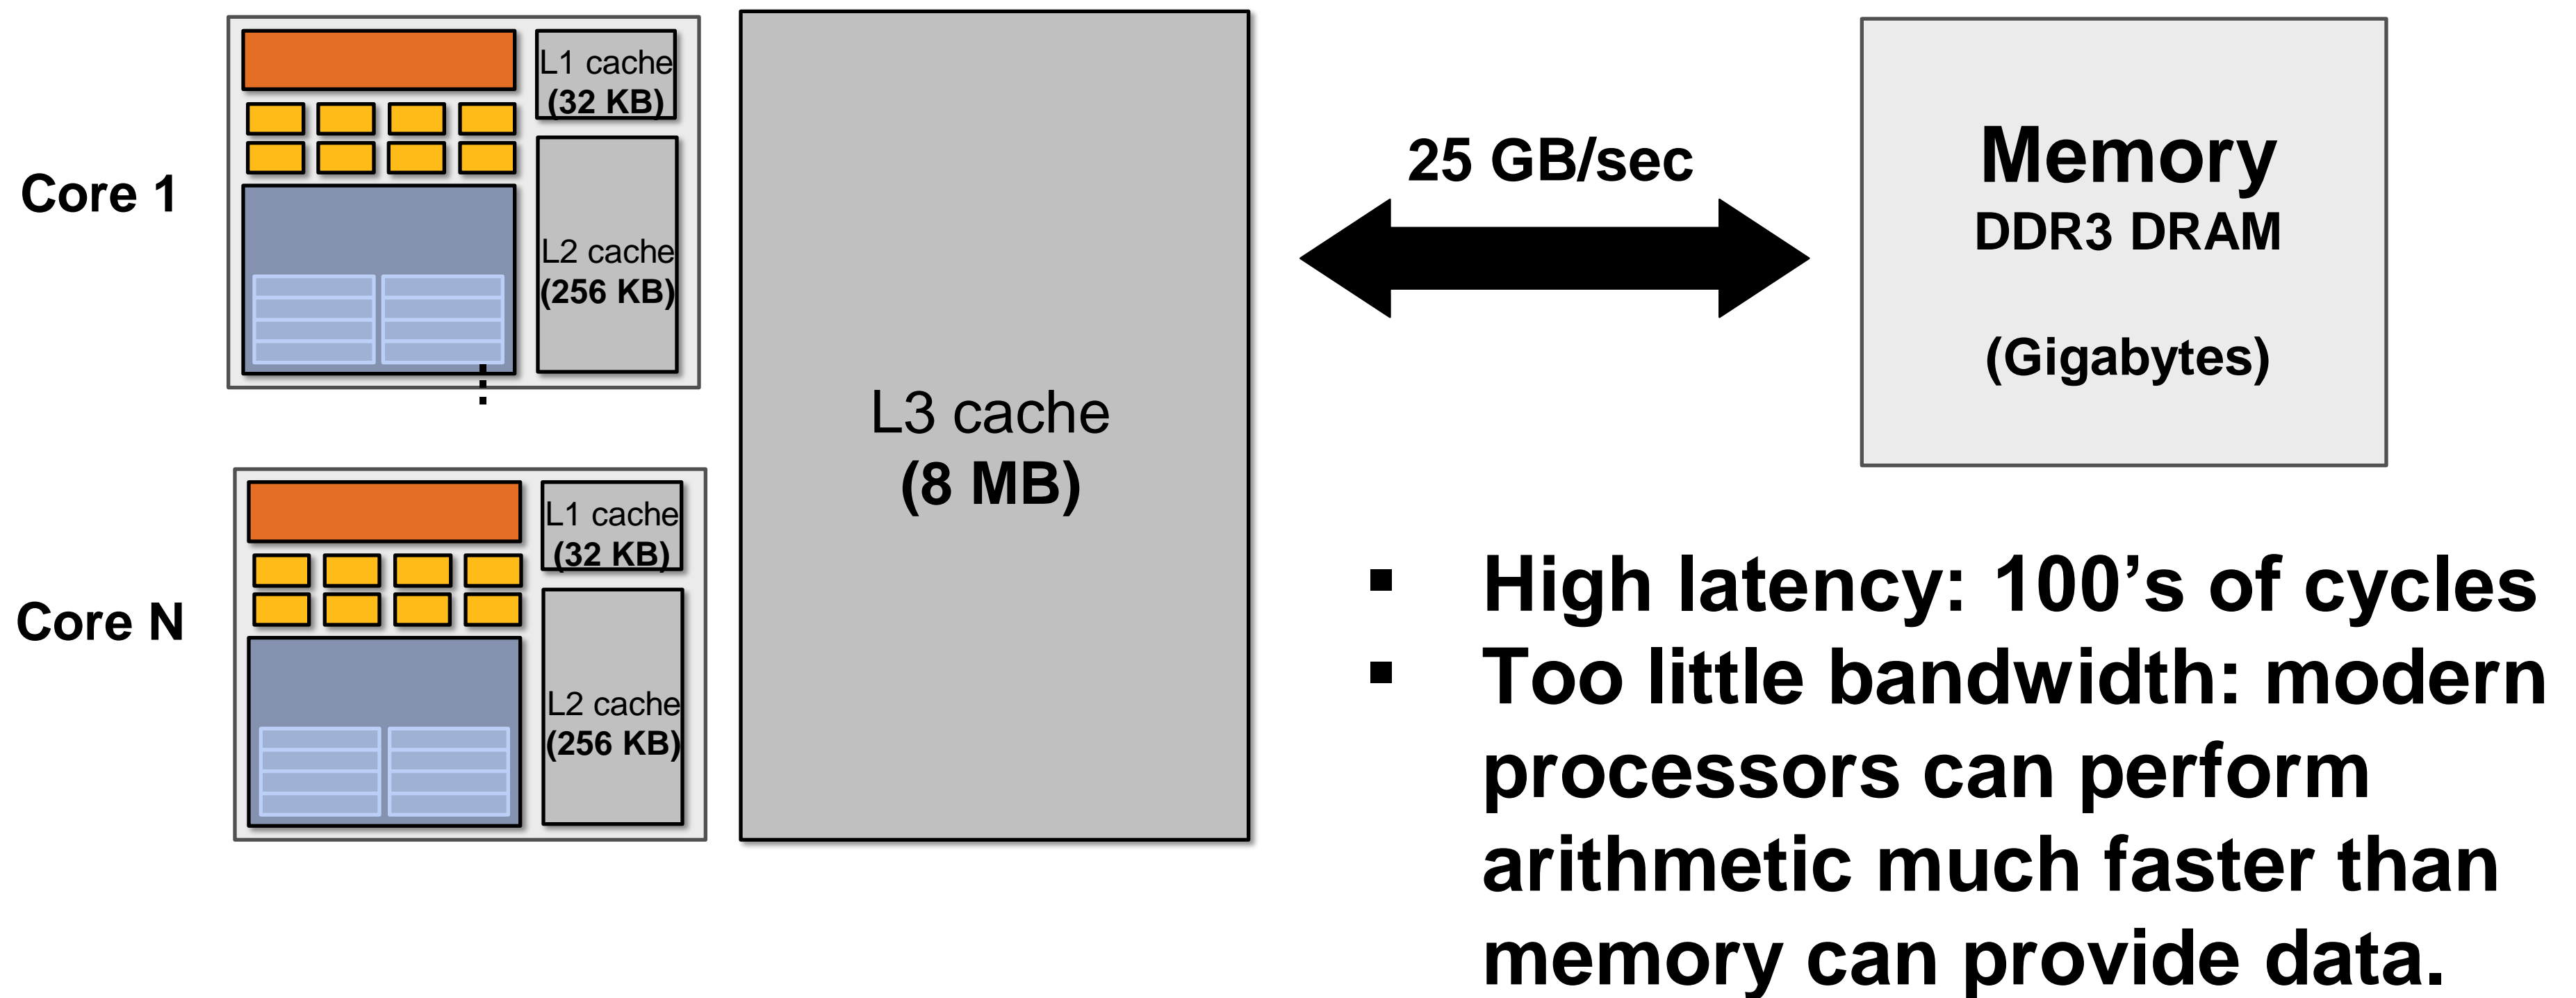 Core 1
L1 cache
(32 KB)
L2 cache
(256 KB)
Core N
L1 cache
(32 KB)
L2 cache
(256 KB)
L3 cache
(8 MB)
25 GB/sec
Memory
DDR3 DRAM
(Gigabytes)
▪ High latency: 100’s of cycles
▪ Too little bandwidth: modern
processors can perform
arithmetic much faster than
memory can provide data.